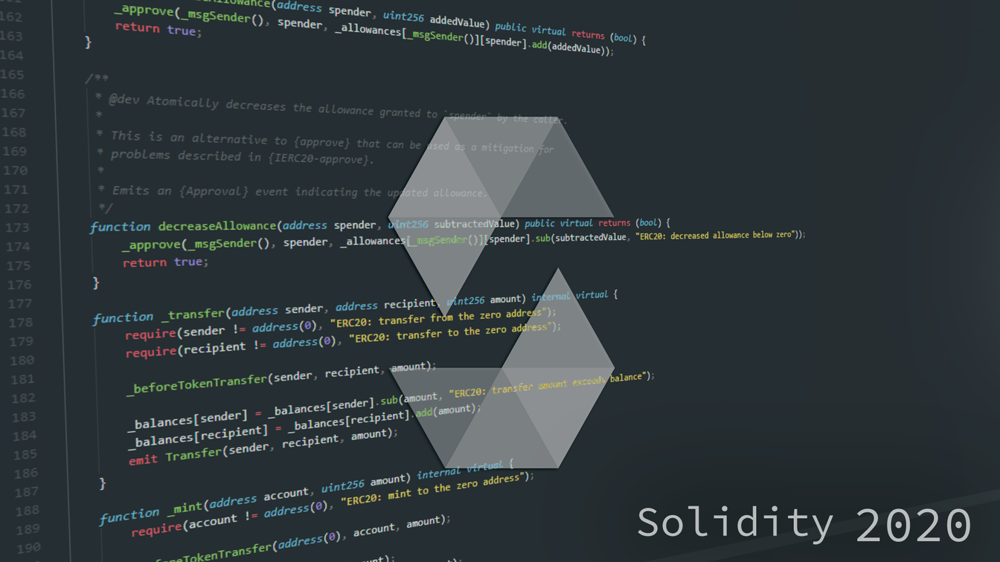 162
163
164
165
166
167
168
169
170
171
172
173
174
175
176
177
178
179
180
181
182
183
184
185
186
187
188
189
190
Allowance(address spender, uint256 addedValue) public virtual returns (bool) {
_approve(_msgSender(), spender, _allowances[_msgSender()][spender].add(addedValue));
return true;
}
/**
* @dev Atomically decreases the allowance granted to `spender` by the caller.
*
* This is an alternative to {approve} that can be used as a mitigation for
* problems described in {IERC20-approve}.
*
* Emits an {Approval} event indicating the updated allowance.
*/
function decreaseAllowance(address spender, uint256 subtractedValue) public virtual returns (bool) {
_approve(_msgSender(), spender, _allowances[_msgSender()][spender].sub(subtractedValue, "ERC20: decreased allowance below zero"));
return true;
}
function _transfer(address sender, address recipient, uint256 amount) internal virtual {
require(sender != address(0), "ERC20: transfer from the zero address");
require(recipient != address(0), "ERC20: transfer to the zero address");
_beforeTokenTransfer(sender, recipient, amount);
_balances[sender] = _balances[sender].sub(amount, "ERC20: transfer amount exceeds balance");
_balances[recipient] = _balances[recipient].add(amount);
emit Transfer(sender, recipient, amount);
}
function _mint(address account, uint256 amount) internal virtual {
require(account != address(0), "ERC20: mint to the zero address");
foreTokenTransfer(address(0), account, amount);
Solidity 2020